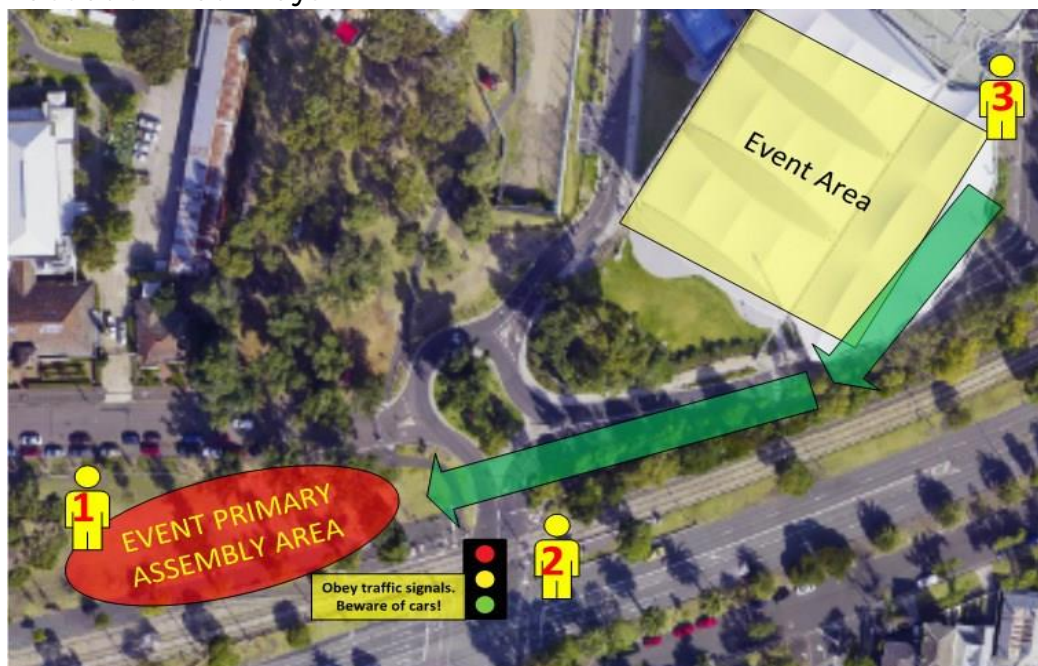 Event Area
3
1
EVENT PRIMARY
ASSEMBLY AREA
2
Obey traffic signals.
Beware of cars!